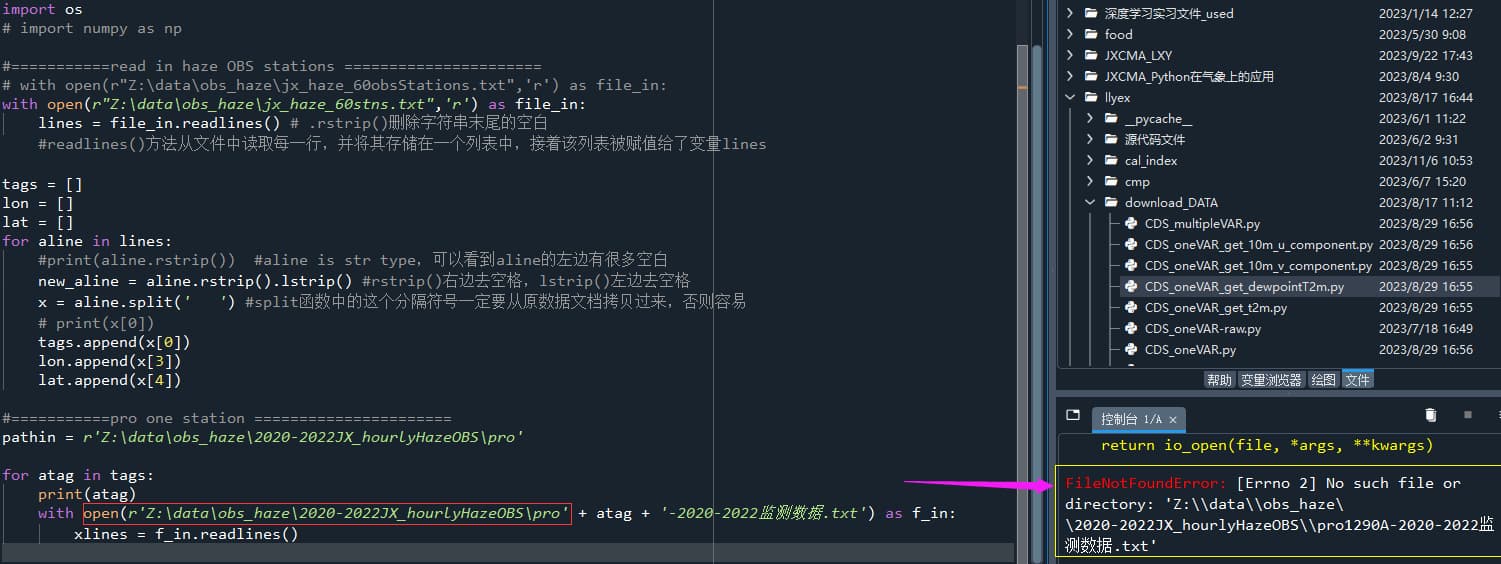 import os
# import numpy as np
#===========read in haze OBS stations ======================
# with open(r"Z:\data\obs_haze\jx_haze_60obsStations.txt",'r') as file_in:
with open(r"Z:\data\obs_haze\jx_haze_60stns.txt",'r') as file_in:
    lines = file_in.readlines() # .rstrip()删除字符串末尾的空白
    #readlines()方法从文件中读取每一行，并将其存储在一个列表中，接着该列表被赋值给了变量lines
tags = []
lon = []
lat = []
for aline in lines:
    #print(aline.rstrip())  #aline is str type，可以看到aline的左边有很多空白
    new_aline = aline.rstrip().lstrip() #rstrip()右边去空格，lstrip()左边去空格
    x = aline.split('   ') #split函数中的这个分隔符号一定要从原数据文档拷贝过来，否则容易
    # print(x[0])
    tags.append(x[0])
    lon.append(x[3])
    lat.append(x[4])
#===========pro one station ======================
pathin = r'Z:\data\obs_haze\2020-2022JX_hourlyHazeOBS\pro'
for atag in tags:
    print(atag)
    with open(r'Z:\data\obs_haze\2020-2022JX_hourlyHazeOBS\pro' + atag + '-2020-2022监测数据.txt') as f_in:
        xlines = f_in.readlines()
深度学习实习文件_used 2023/1/14 12:27
food 2023/5/30 9:08
JXCMA_LXY 2023/9/22 17:43
JXCMA_Python在气象上的应用 2023/8/4 9:30
llyex 2023/8/17 16:44
__pycache__ 2023/6/1 11:22
源代码文件 2023/6/2 9:31
cal_index 2023/11/6 10:53
cmp 2023/6/7 15:20
download_DATA 2023/8/17 11:12
CDS_multipleVAR.py 2023/8/29 16:56
CDS_oneVAR_get_10m_u_component.py 2023/8/29 16:56
CDS_oneVAR_get_10m_v_component.py 2023/8/29 16:55
CDS_oneVAR_get_dewpointT2m.py 2023/8/29 16:55
CDS_oneVAR_get_t2m.py 2023/8/29 16:55
CDS_oneVAR-raw.py 2023/7/18 16:49
CDS_oneVAR.py 2023/8/29 16:56
帮助 变量浏览器 绘图 文件
控制台 1/A ×
return io_open(file, *args, **kwargs)
FileNotFoundError: [Errno 2] No such file or
directory: 'Z:\\data\\obs_haze\
\2020-2022JX_hourlyHazeOBS\\pro1290A-2020-2022监
测数据.txt'